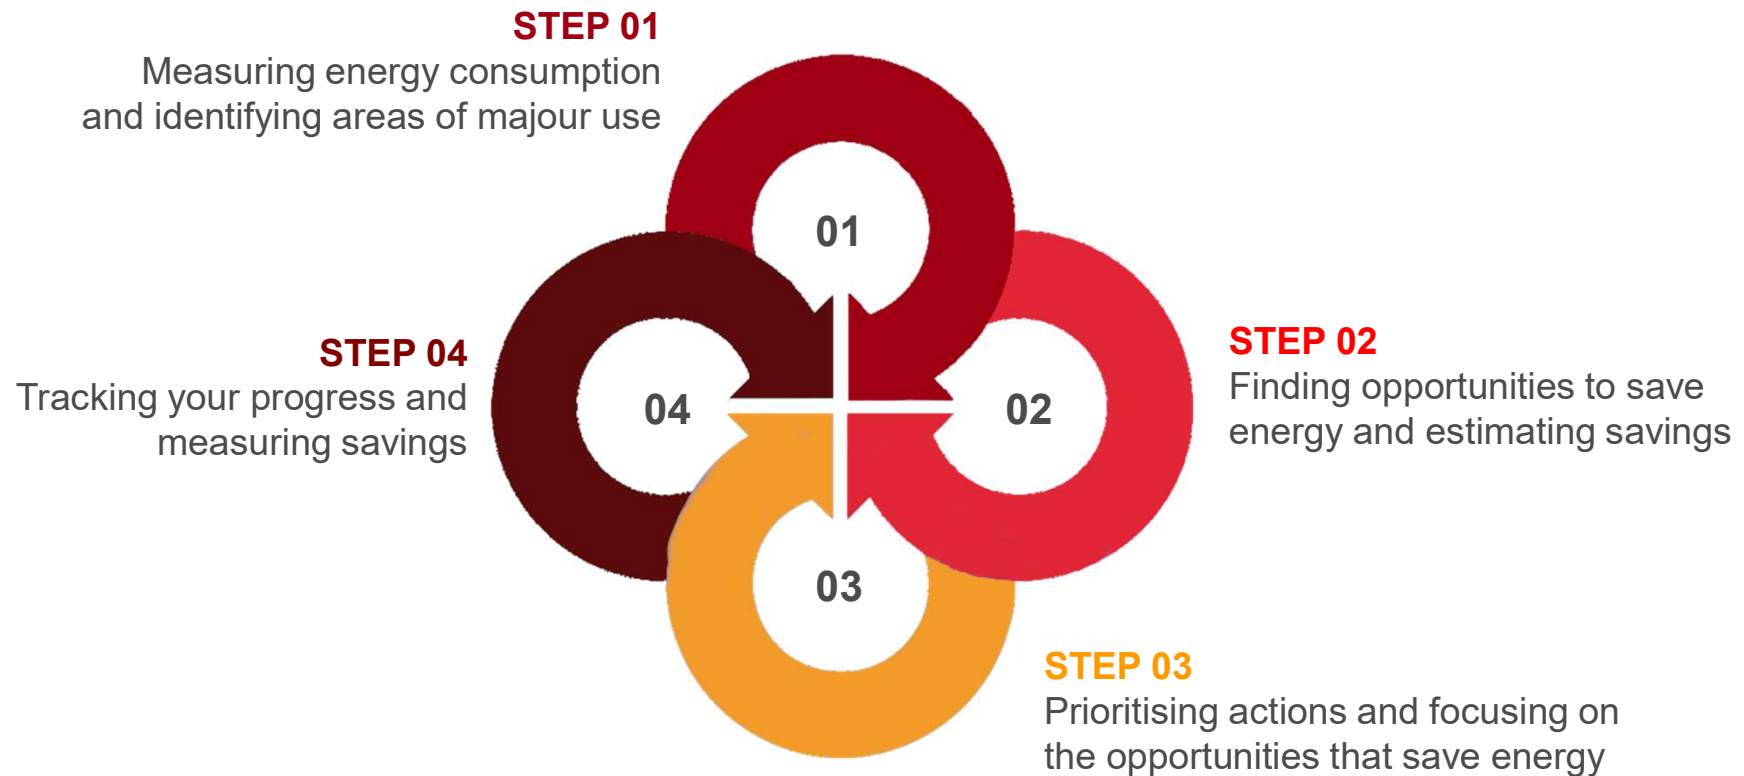 STEP 01
Measuring energy consumption
and identifying areas of majour use
01
STEP 02
Finding opportunities to save
energy and estimating savings
02
STEP 03
Prioritising actions and focusing on
the opportunities that save energy
03
STEP 04
Tracking your progress and
measuring savings
04